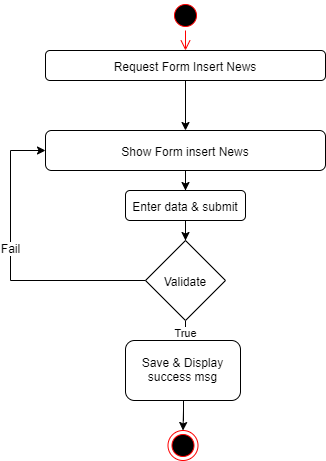 Request Form Insert News
Show Form insert News
Enter data & submit
Fail
Validate
True
Save & Display
success msg